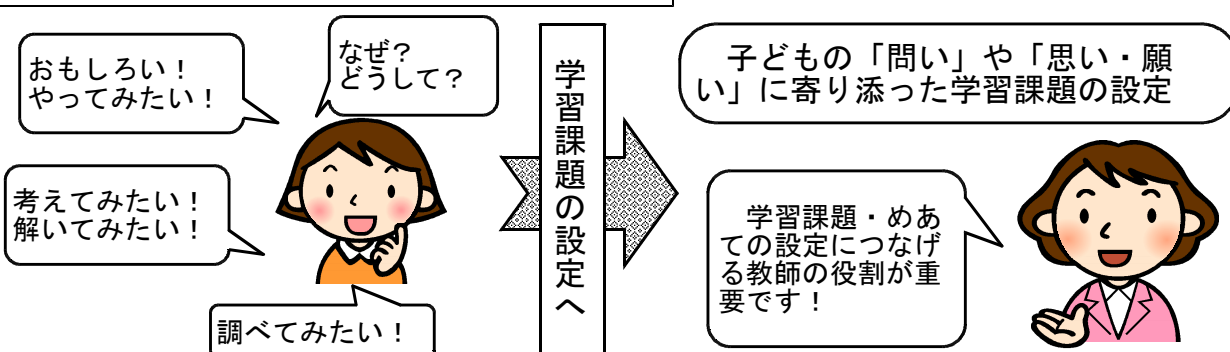 おもしろい！
やってみたい！
なぜ？
どうして？
考えてみたい！
解いてみたい！
調べてみたい！
学習課題の設定へ
子どもの「問い」や「思い・願
い」に寄り添った学習課題の設定
学習課題・めあ
ての設定につなげ
る教師の役割が重
要です！